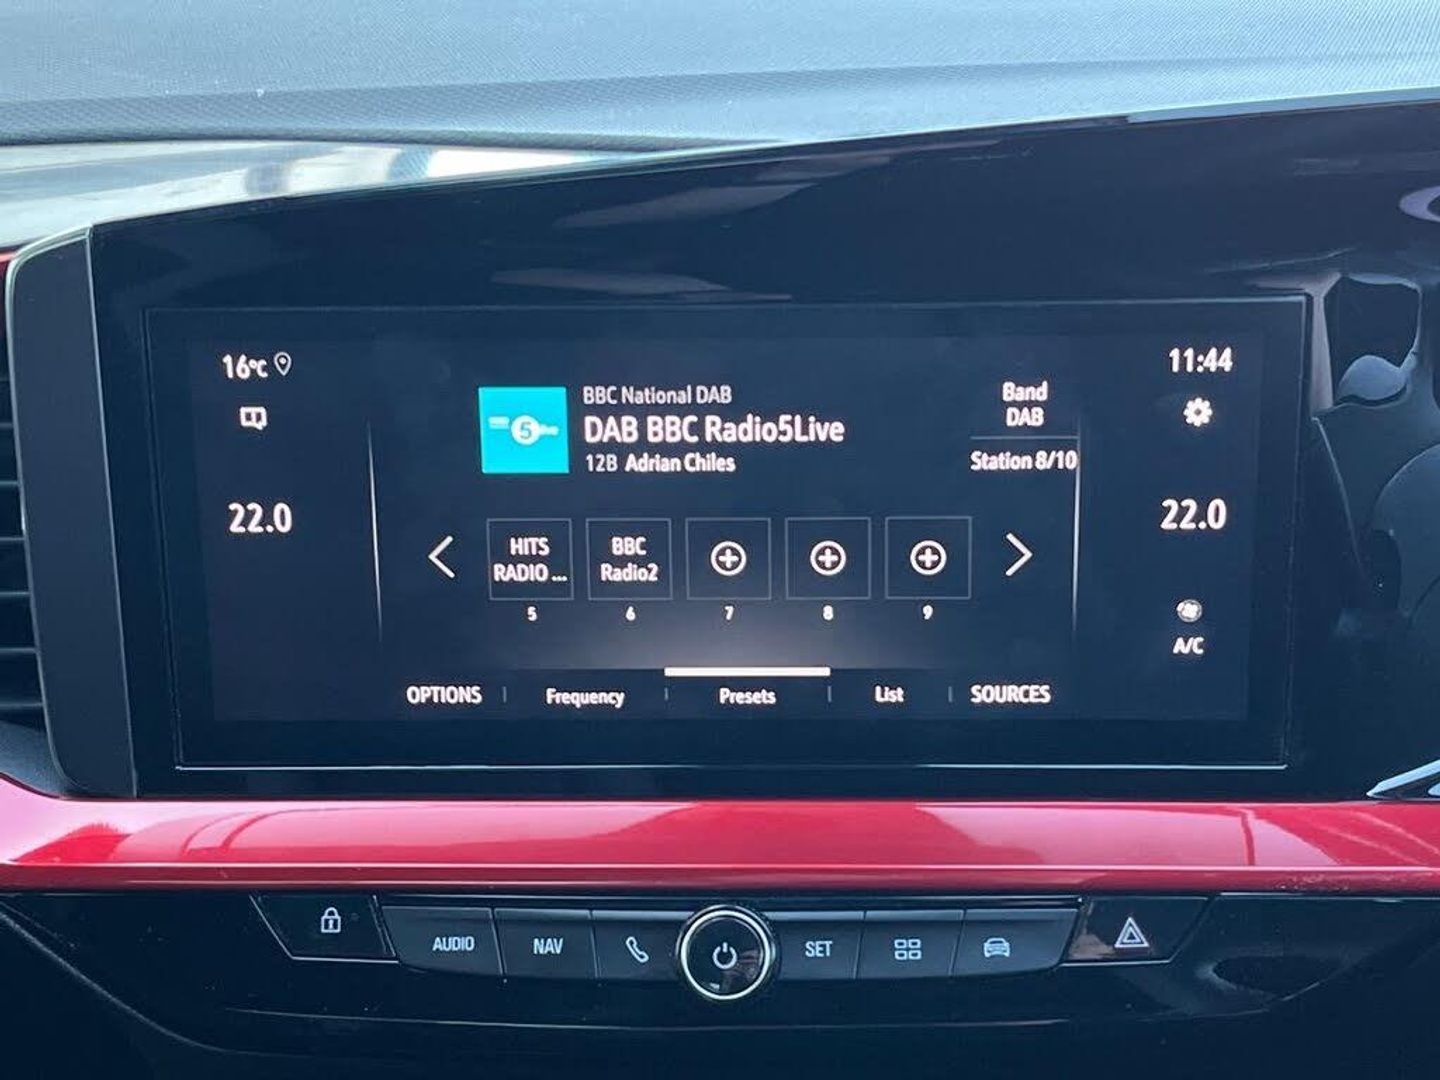 16°C
11:44
BBC National DAB
DAB BBC Radio5Live
12B Adrian Chiles
5
Band
DAB
Station 8/10
22.0
22.0
HITS
RADIO ...
BBC
Radio2
5
6
7
8
9
A/C
OPTIONS
Frequency
Presets
List
SOURCES
AUDIO
NAV
SET